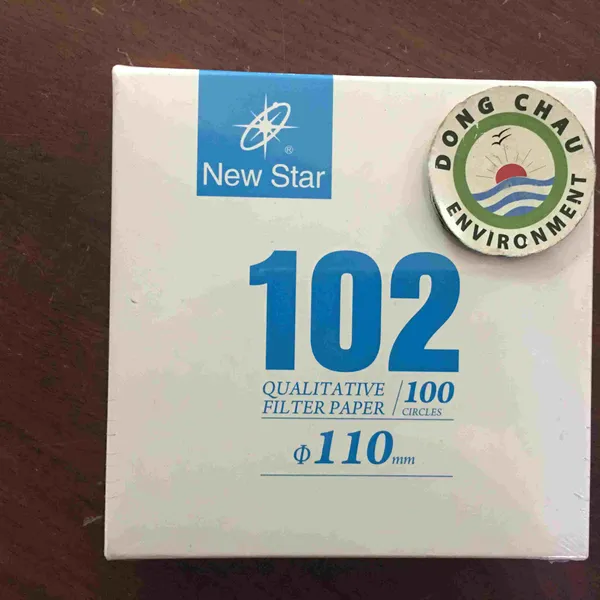 ®
New Star
DONG CHAU
ENVIRONMENT
102
QUALITATIVE
FILTER PAPER
/100
CIRCLES
Φ110mm